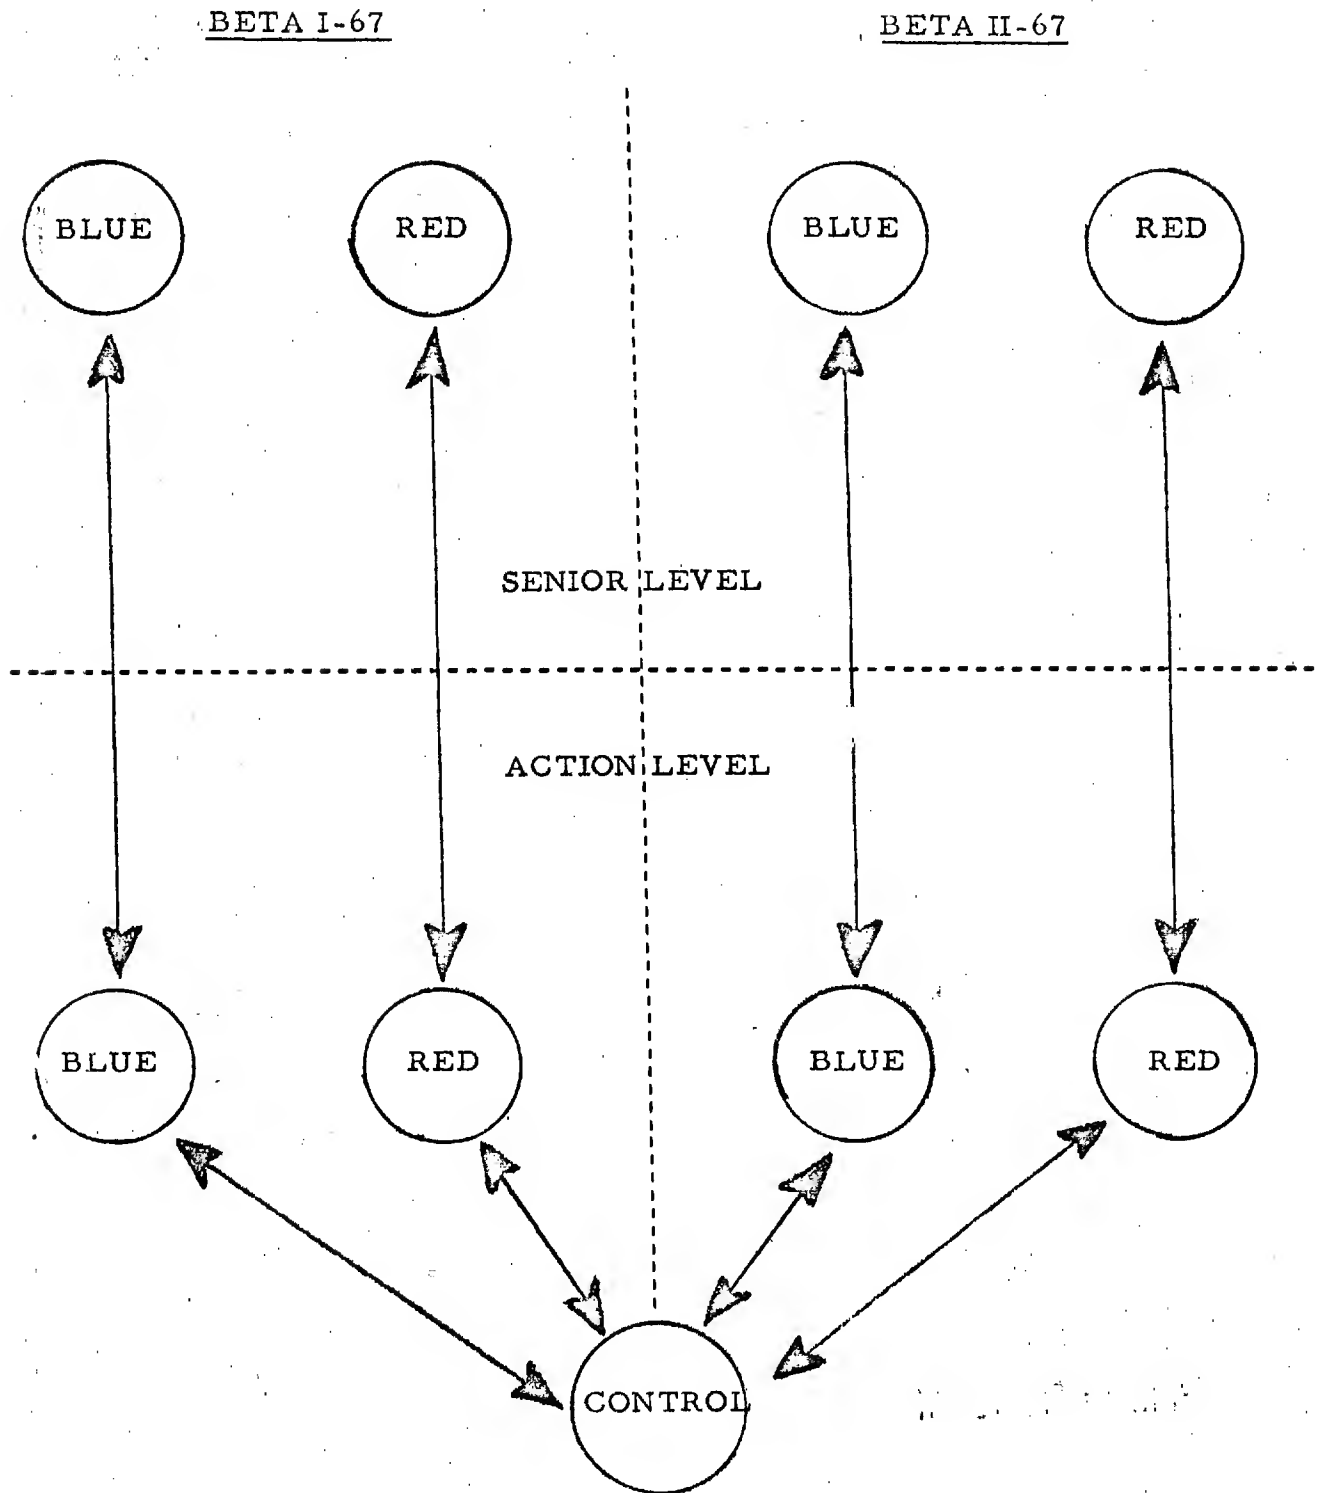 BETA I-67 BETA II-67
BLUE RED BLUE RED
SENIOR LEVEL
ACTION LEVEL
BLUE RED BLUE RED
CONTROL